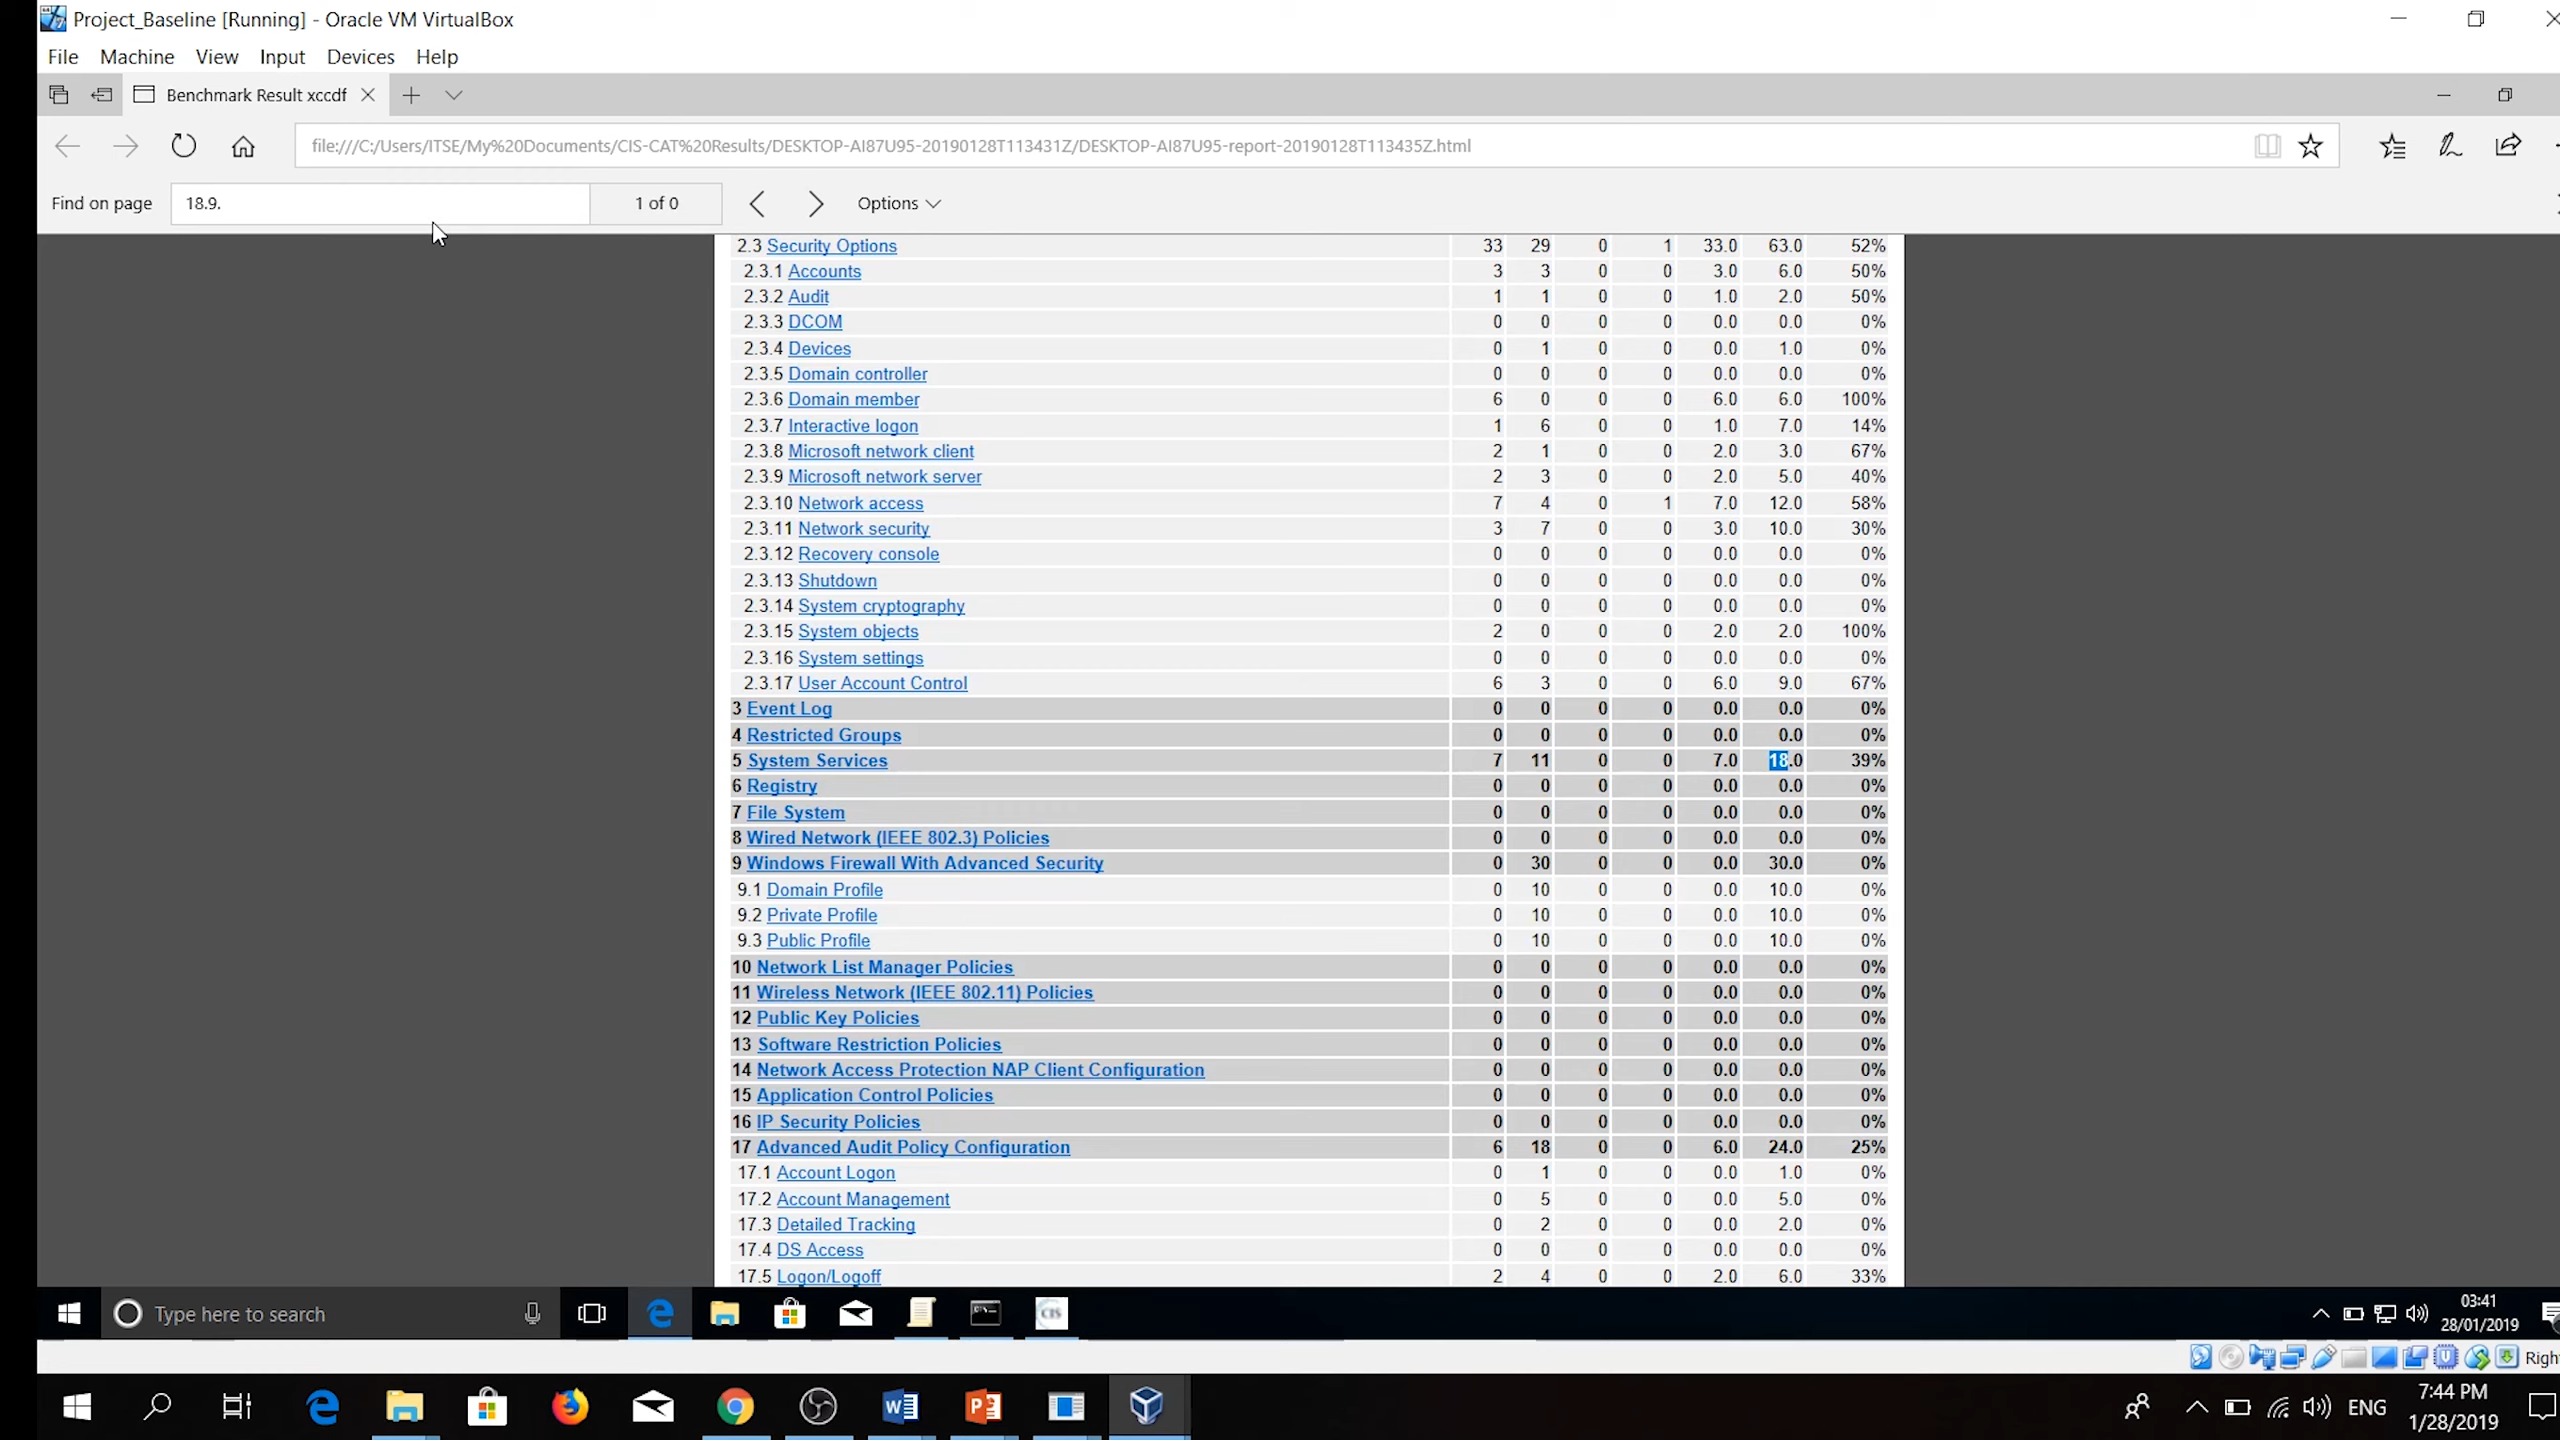 Project_Baseline [Running] - Oracle VM VirtualBox
File Machine View Input Devices Help
Benchmark Result xccdf
file:///C:/Users/ITSE/My%20Documents/CIS-CAT%20Results/DESKTOP-AI87U95-20190128T113431Z/DESKTOP-AI87U95-report-20190128T113435Z.html
Find on page 18.9. 1 of 0 Options
2.3 Security Options 33 29 0 1 33.0 63.0 52%
2.3.1 Accounts 3 3 0 0 3.0 6.0 50%
2.3.2 Audit 1 1 0 0 1.0 2.0 50%
2.3.3 DCOM 0 0 0 0 0.0 0.0 0%
2.3.4 Devices 0 1 0 0 0.0 1.0 0%
2.3.5 Domain controller 0 0 0 0 0.0 0.0 0%
2.3.6 Domain member 6 0 0 0 6.0 6.0 100%
2.3.7 Interactive logon 1 6 0 0 1.0 7.0 14%
2.3.8 Microsoft network client 2 1 0 0 2.0 3.0 67%
2.3.9 Microsoft network server 2 3 0 0 2.0 5.0 40%
2.3.10 Network access 7 4 0 1 7.0 12.0 58%
2.3.11 Network security 3 7 0 0 3.0 10.0 30%
2.3.12 Recovery console 0 0 0 0 0.0 0.0 0%
2.3.13 Shutdown 0 0 0 0 0.0 0.0 0%
2.3.14 System cryptography 0 0 0 0 0.0 0.0 0%
2.3.15 System objects 2 0 0 0 2.0 2.0 100%
2.3.16 System settings 0 0 0 0 0.0 0.0 0%
2.3.17 User Account Control 6 3 0 0 6.0 9.0 67%
3 Event Log 0 0 0 0 0.0 0.0 0%
4 Restricted Groups 0 0 0 0 0.0 0.0 0%
5 System Services 7 11 0 0 7.0 18.0 39%
6 Registry 0 0 0 0 0.0 0.0 0%
7 File System 0 0 0 0 0.0 0.0 0%
8 Wired Network (IEEE 802.3) Policies 0 0 0 0 0.0 0.0 0%
9 Windows Firewall With Advanced Security 0 30 0 0 0.0 30.0 0%
9.1 Domain Profile 0 10 0 0 0.0 10.0 0%
9.2 Private Profile 0 10 0 0 0.0 10.0 0%
9.3 Public Profile 0 10 0 0 0.0 10.0 0%
10 Network List Manager Policies 0 0 0 0 0.0 0.0 0%
11 Wireless Network (IEEE 802.11) Policies 0 0 0 0 0.0 0.0 0%
12 Public Key Policies 0 0 0 0 0.0 0.0 0%
13 Software Restriction Policies 0 0 0 0 0.0 0.0 0%
14 Network Access Protection NAP Client Configuration 0 0 0 0 0.0 0.0 0%
15 Application Control Policies 0 0 0 0 0.0 0.0 0%
16 IP Security Policies 0 0 0 0 0.0 0.0 0%
17 Advanced Audit Policy Configuration 6 18 0 0 6.0 24.0 25%
17.1 Account Logon 0 1 0 0 0.0 1.0 0%
17.2 Account Management 0 5 0 0 0.0 5.0 0%
17.3 Detailed Tracking 0 2 0 0 0.0 2.0 0%
17.4 DS Access 0 0 0 0 0.0 0.0 0%
17.5 Logon/Logoff 2 4 0 0 2.0 6.0 33%
Type here to search CIS 03:41
28/01/2019
Righ
ENG 7:44 PM
1/28/2019